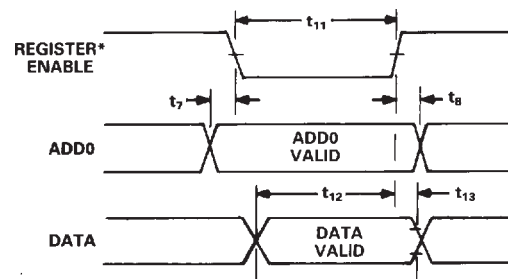 t11
REGISTER*
ENABLE
t7
t8
ADD0
ADD0
VALID
t12
t13
DATA
DATA
VALID